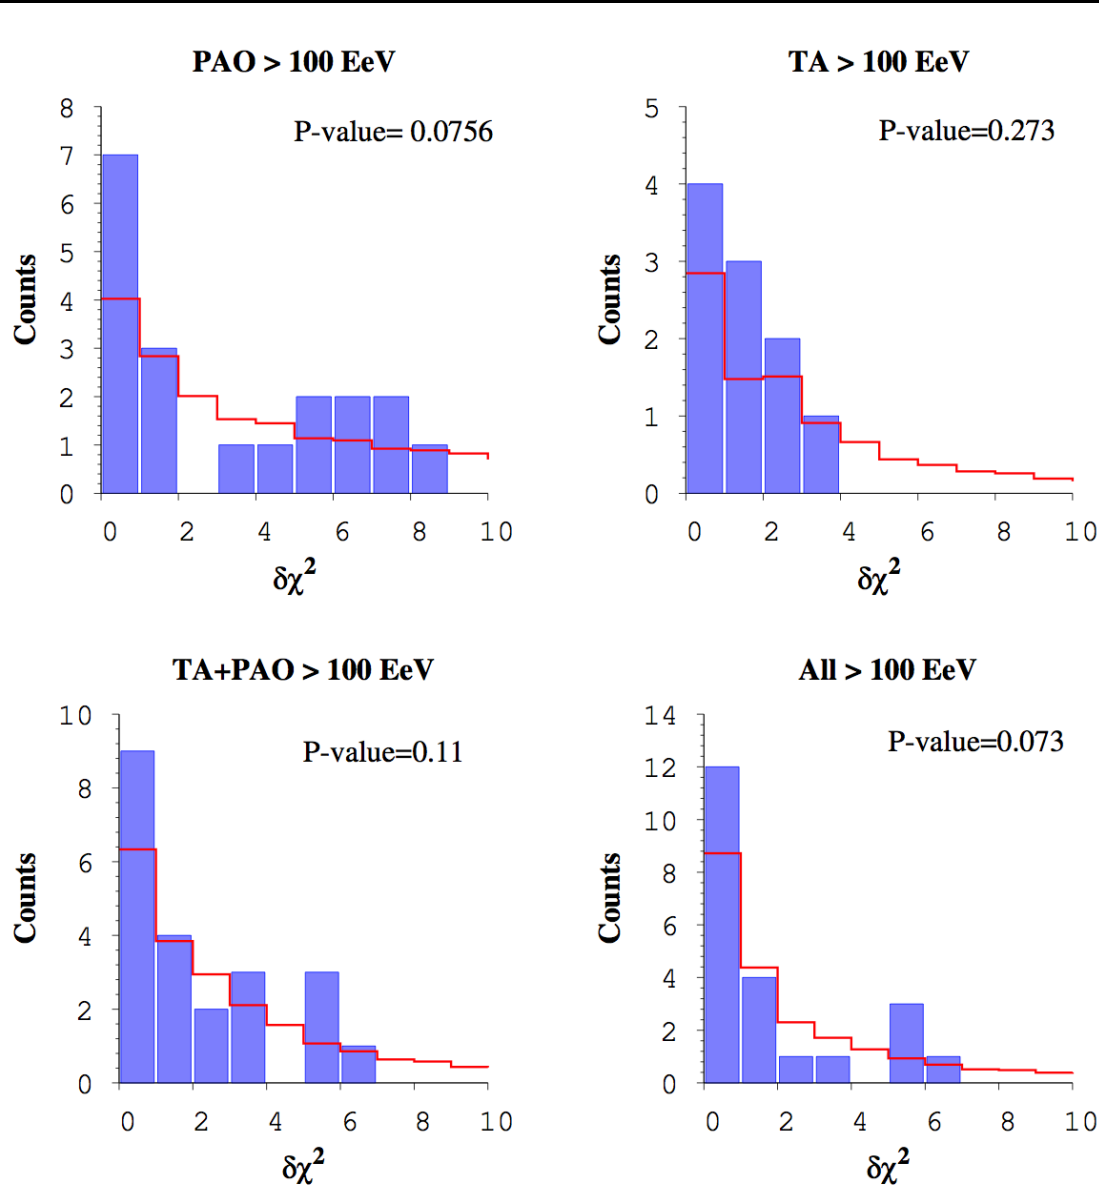 PAO > 100 EeV
P-value= 0.0756
8
7
6
5
4
3
2
1
0
Counts
0 2 4 6 8 10
δχ²
TA > 100 EeV
P-value=0.273
5
4
3
2
1
0
Counts
0 2 4 6 8 10
δχ²
TA+PAO > 100 EeV
P-value=0.11
10
8
6
4
2
0
Counts
0 2 4 6 8 10
δχ²
All > 100 EeV
P-value=0.073
14
12
10
8
6
4
2
0
Counts
0 2 4 6 8 10
δχ²